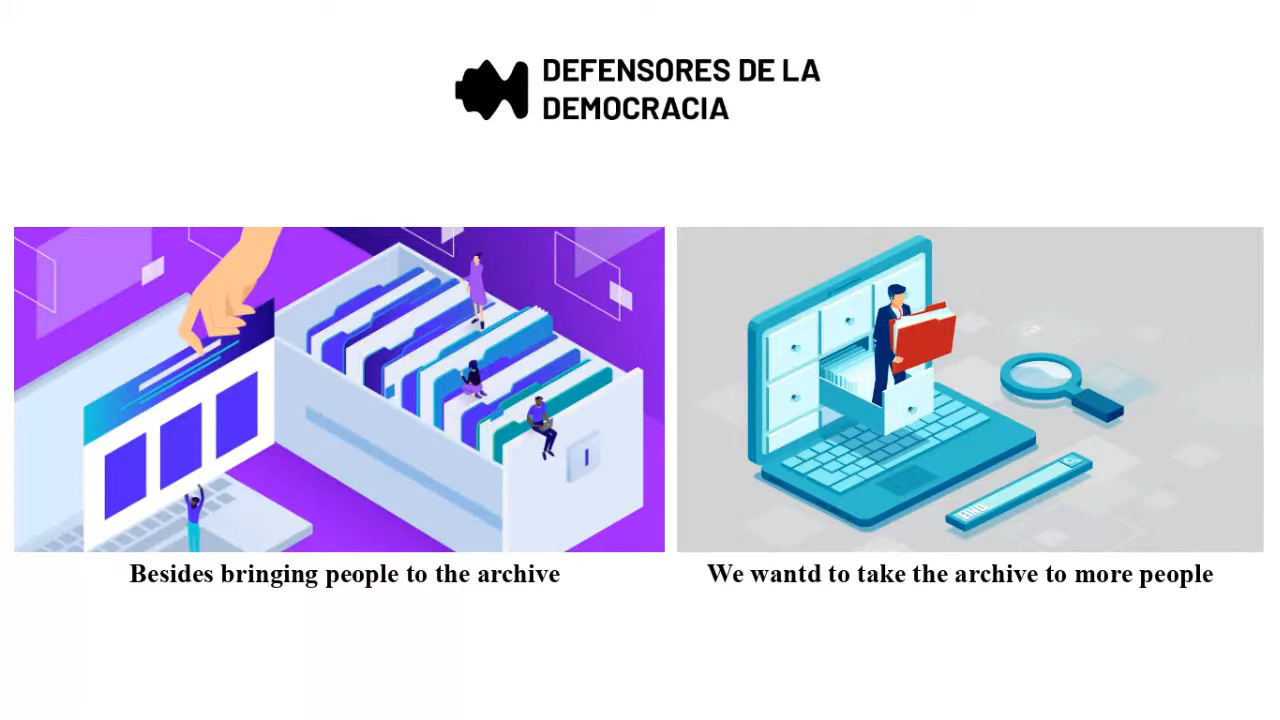 DEFENSORES DE LA
DEMOCRACIA
Besides bringing people to the archive
We wantd to take the archive to more people